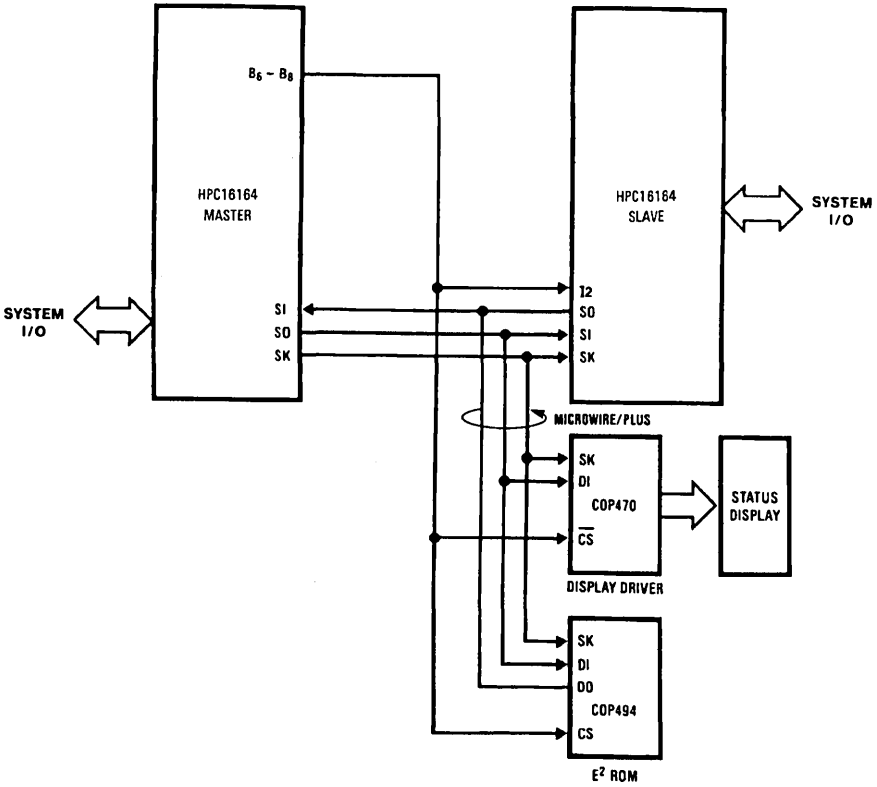 B6 – B8
HPC16164
MASTER
HPC16164
SLAVE
SYSTEM
I/O
SYSTEM
I/O
SI
SO
SK
I2
SO
SI
SK
MICROWIRE/PLUS
SK
DI
COP470
CS
STATUS
DISPLAY
DISPLAY DRIVER
SK
DI
DO
COP494
CS
E² ROM